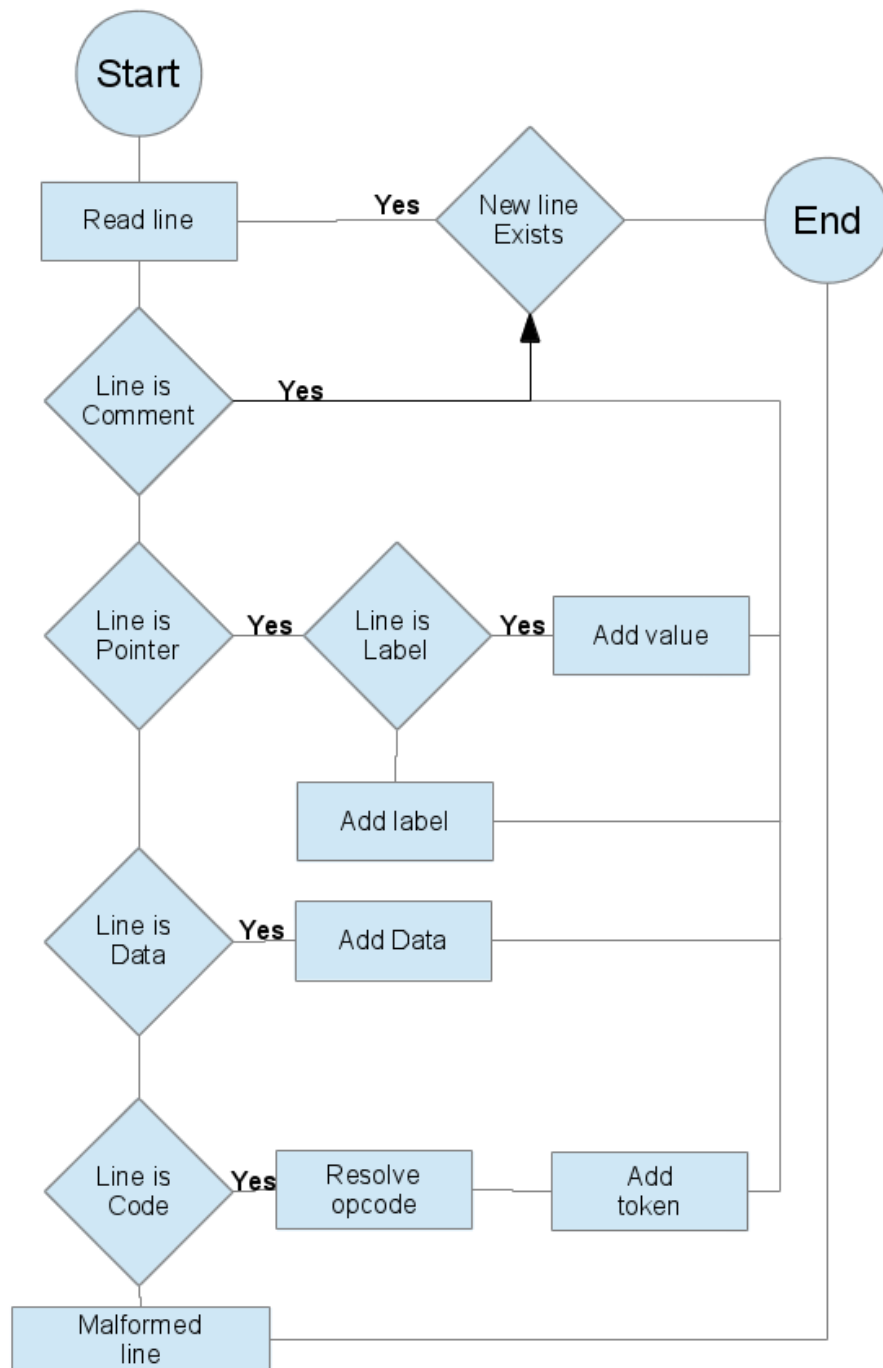 Start
Read line
Yes
New line
Exists
End
Line is
Comment
Yes
Line is
Pointer
Yes
Line is
Label
Yes
Add value
Add label
Line is
Data
Yes
Add Data
Line is
Code
Yes
Resolve
opcode
Add
token
Malformed
line